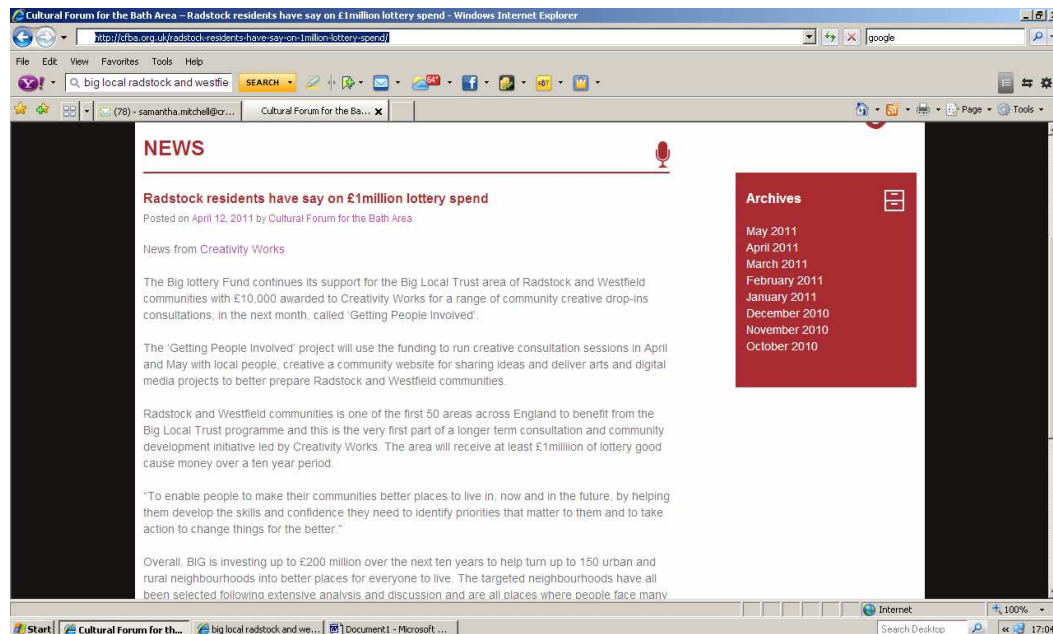 Cultural Forum for the Bath Area – Radstock residents have say on £1million lottery spend - Windows Internet Explorer
http://cfba.org.uk/radstock-residents-have-say-on-1million-lottery-spend/
google
File Edit View Favorites Tools Help
Y! big local radstock and westfie SEARCH 64° eBY
(78) - samantha.mitchell@cr... Cultural Forum for the Ba... X Page Tools
NEWS
Radstock residents have say on £1million lottery spend
Posted on April 12, 2011 by Cultural Forum for the Bath Area
News from Creativity Works
The Big lottery Fund continues its support for the Big Local Trust area of Radstock and Westfield
communities with £10,000 awarded to Creativity Works for a range of community creative drop-ins
consultations, in the next month, called ‘Getting People Involved’.
The ‘Getting People Involved’ project will use the funding to run creative consultation sessions in April
and May with local people, creative a community website for sharing ideas and deliver arts and digital
media projects to better prepare Radstock and Westfield communities.
Radstock and Westfield communities is one of the first 50 areas across England to benefit from the
Big Local Trust programme and this is the very first part of a longer term consultation and community
development initiative led by Creativity Works. The area will receive at least £1milliion of lottery good
cause money over a ten year period.
“To enable people to make their communities better places to live in, now and in the future, by helping
them develop the skills and confidence they need to identify priorities that matter to them and to take
action to change things for the better.”
Overall, BIG is investing up to £200 million over the next ten years to help turn up to 150 urban and
rural neighbourhoods into better places for everyone to live. The targeted neighbourhoods have all
been selected following extensive analysis and discussion and are all places where people face many
Archives
May 2011
April 2011
March 2011
February 2011
January 2011
December 2010
November 2010
October 2010
Internet 100%
Start Cultural Forum for th... big local radstock and we... Document1 - Microsoft ... Search Desktop 17:04